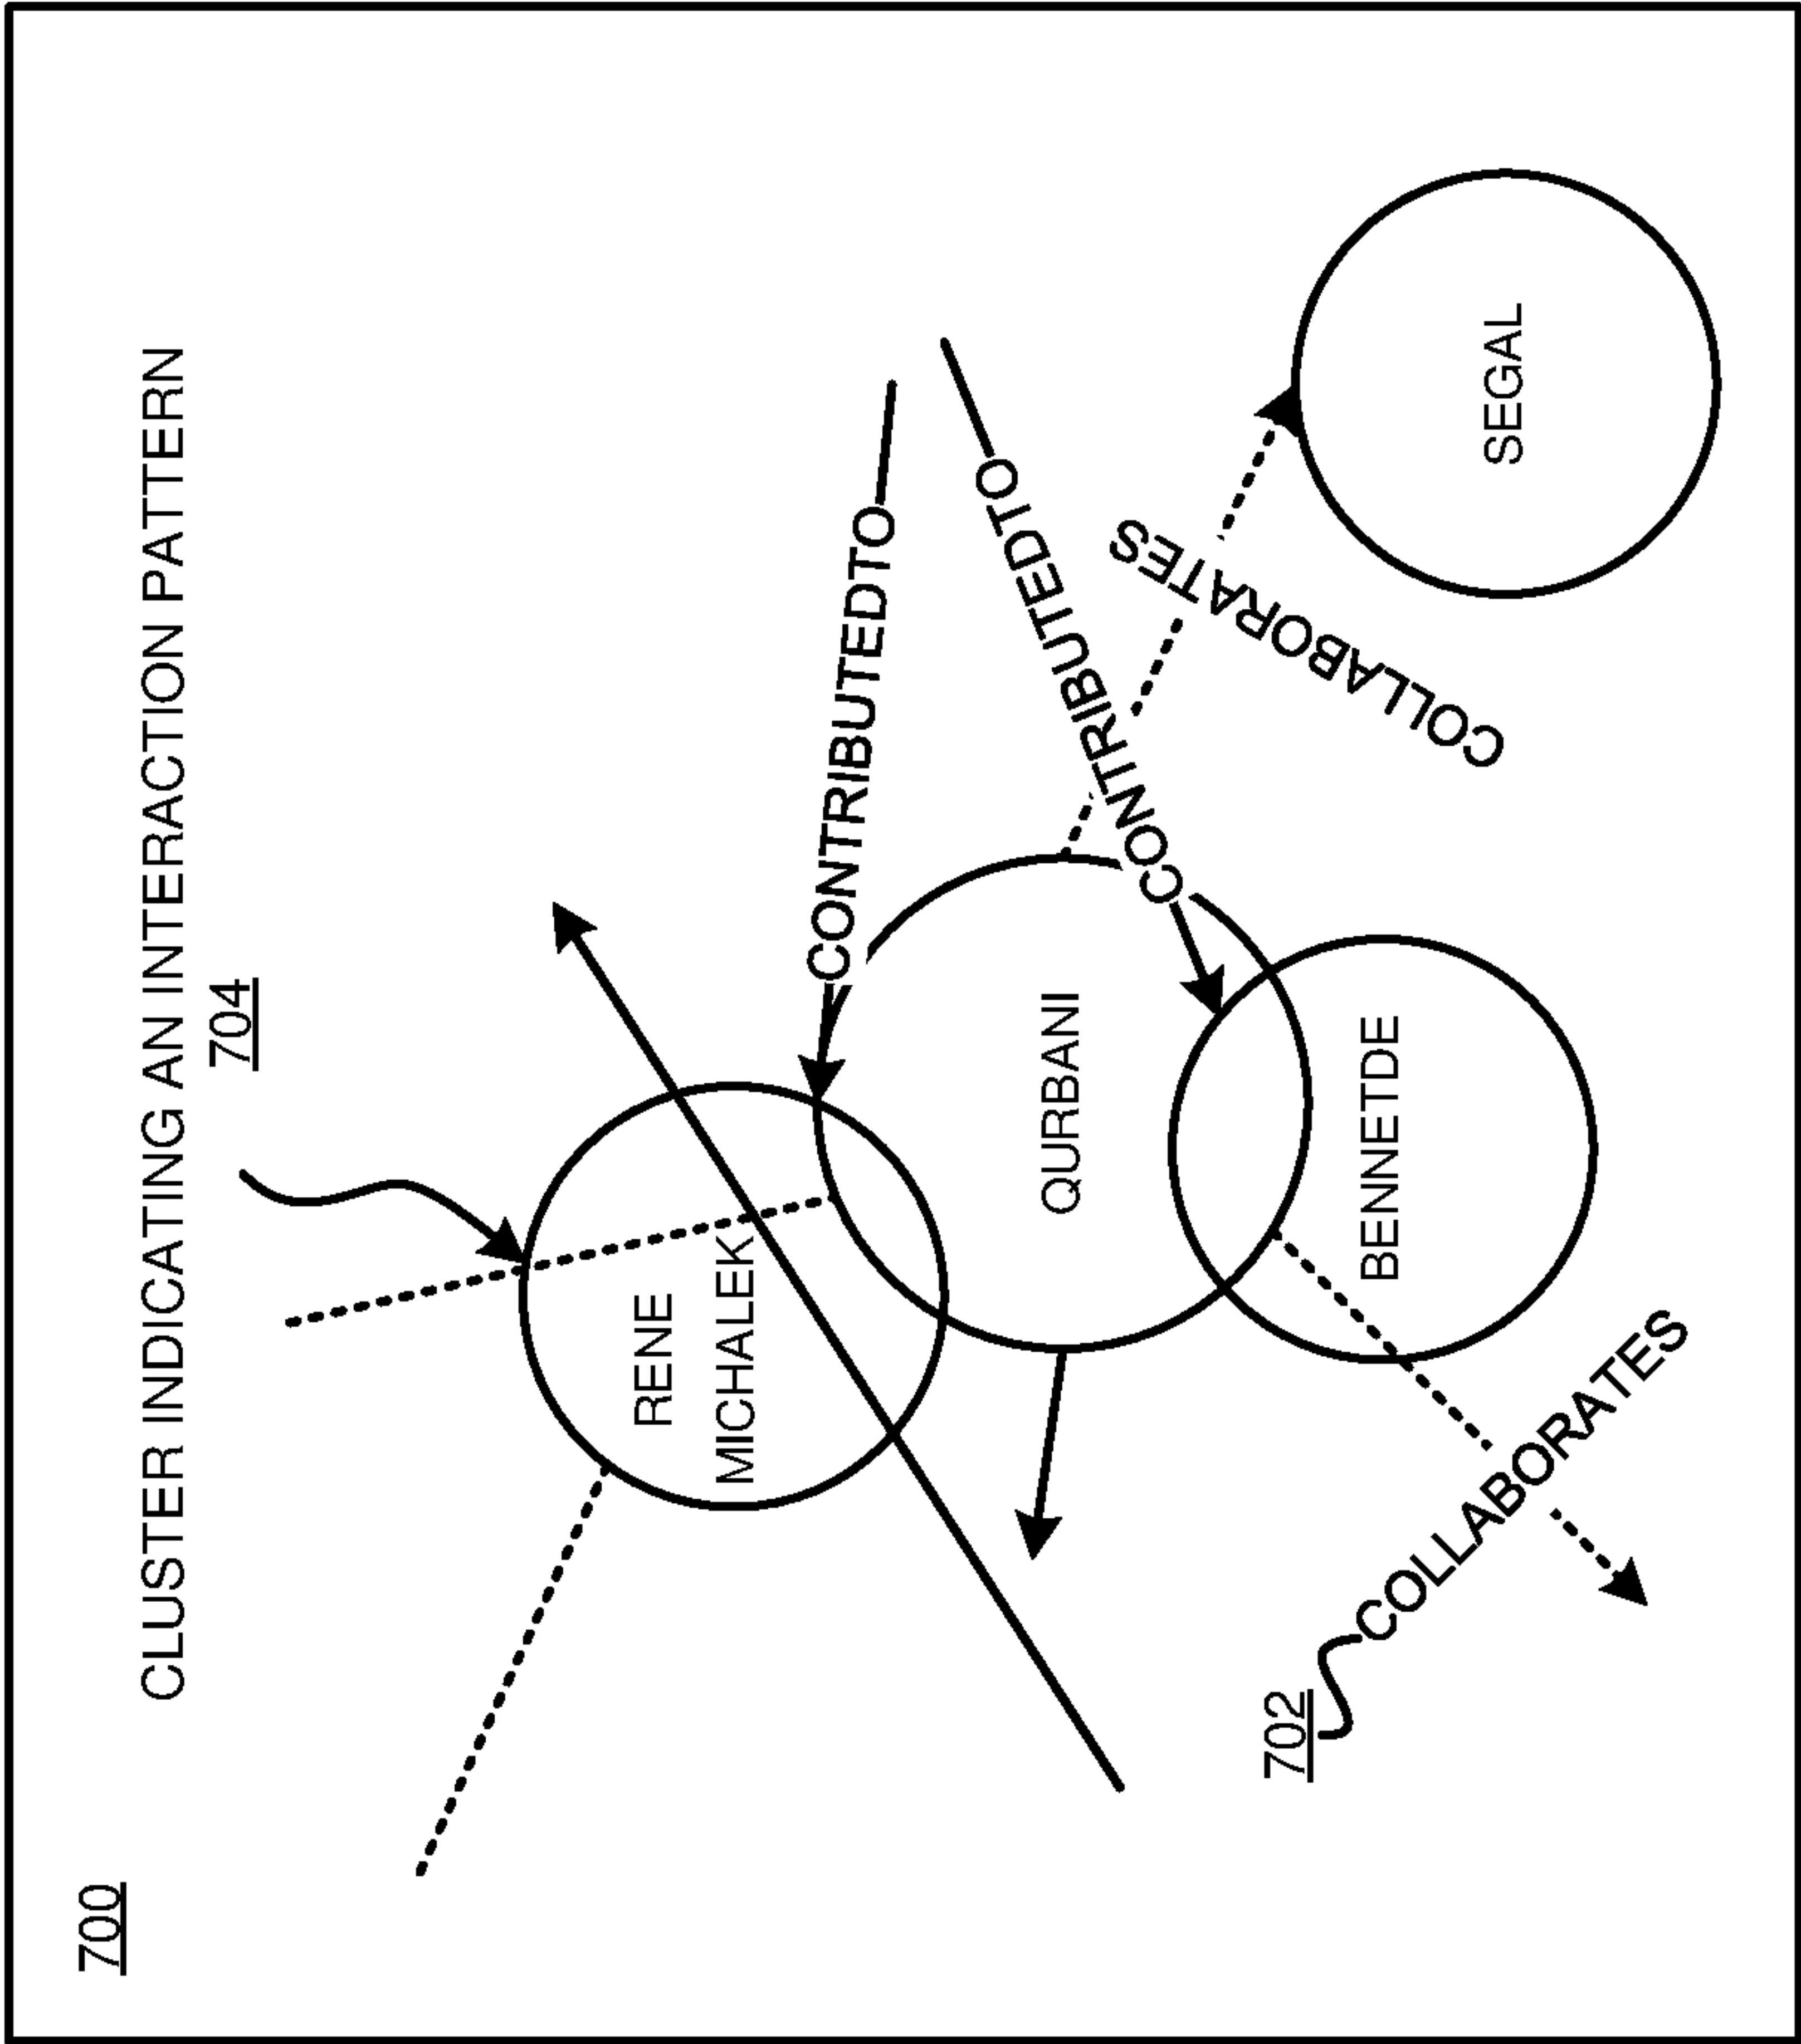 700
CLUSTER INDICATING AN INTERACTION PATTERN
704
RENE
MICHALEK
CONTRIBUTEDTO
QURBANI
CONTRIBUTEDTO
COLLABORATES
702
COLLABORATES
BENNETDE
SEGAL